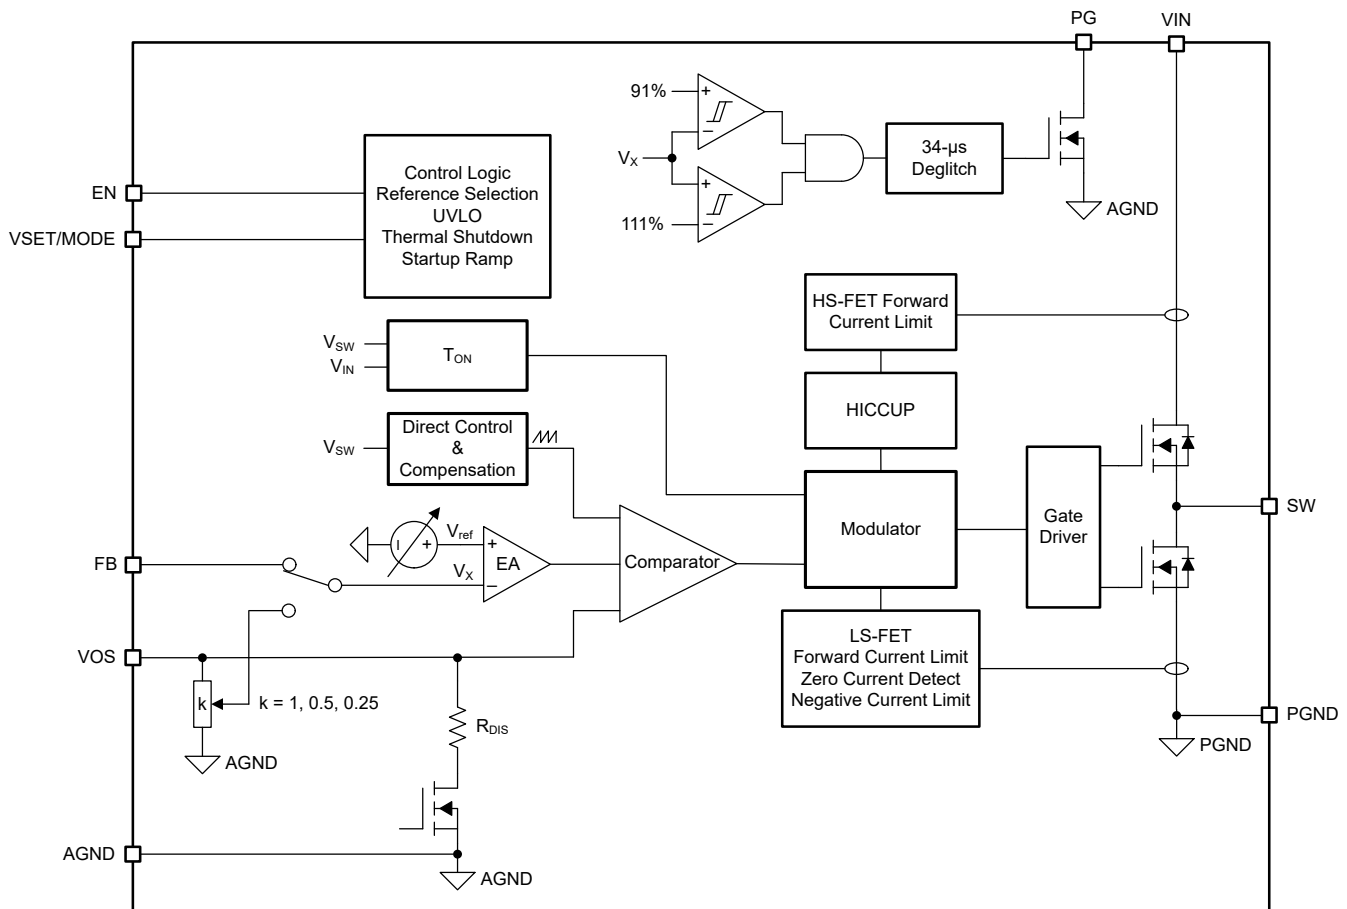 PG
VIN
91%
+
−
VX
+
−
111%
34-µs
Deglitch
AGND
EN
VSET/MODE
Control Logic
Reference Selection
UVLO
Thermal Shutdown
Startup Ramp
HS-FET Forward
Current Limit
VSW
VIN
TON
HICCUP
VSW
Direct Control
&
Compensation
Modulator
Gate
Driver
SW
FB
Vref
+
+
EA
VX
−
Comparator
VOS
k
k = 1, 0.5, 0.25
AGND
RDIS
LS-FET
Forward Current Limit
Zero Current Detect
Negative Current Limit
PGND
PGND
AGND
AGND